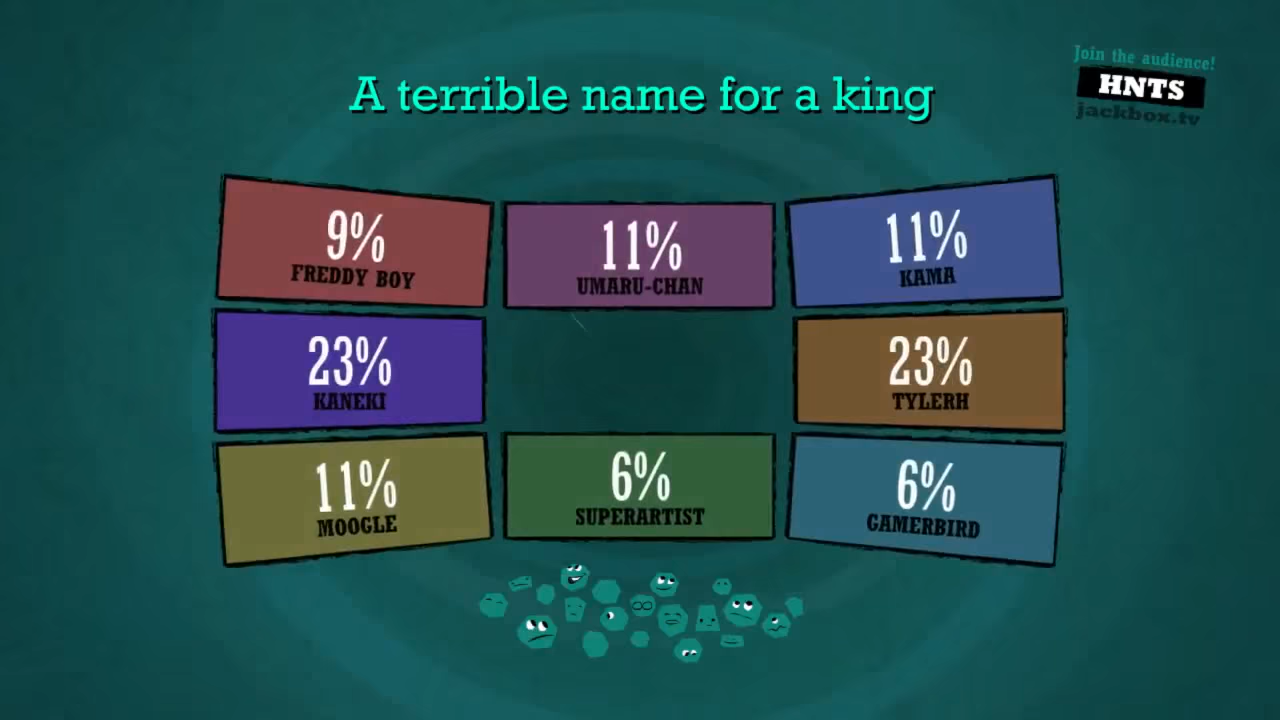 Join the audience!
HNTS
jackbox.tv
A terrible name for a king
9%
FREDDY BOY
11%
UMARU-CHAN
11%
KAMA
23%
KANEKI
23%
TYLERH
11%
MOOGLE
6%
SUPERARTIST
6%
GAMERBIRD